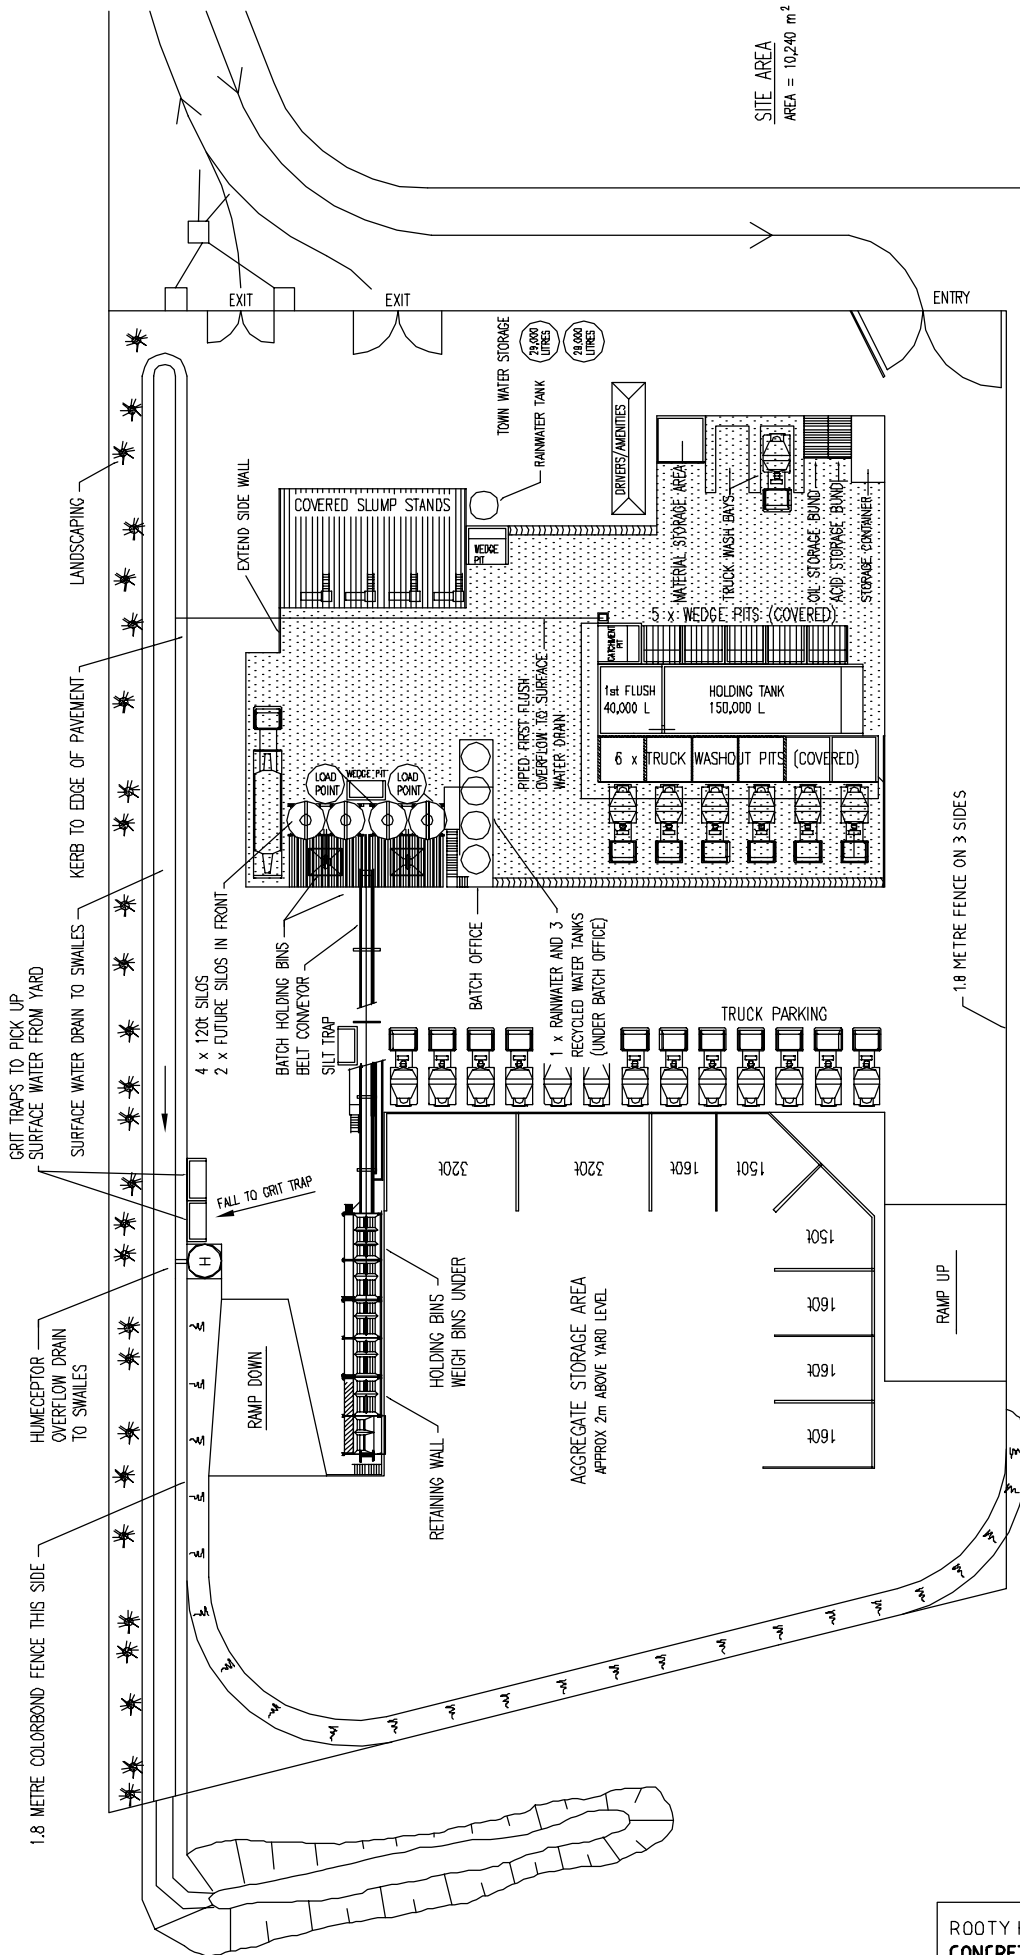 SITE AREA
AREA = 10,240 m²
EXIT
EXIT
ENTRY
LANDSCAPING
KERB TO EDGE OF PAVEMENT
SURFACE WATER DRAIN TO SWAILES
GRIT TRAPS TO PICK UP
SURFACE WATER FROM YARD
HUMECEPTOR
OVERFLOW DRAIN
TO SWAILES
1.8 METRE COLORBOND FENCE THIS SIDE
EXTEND SIDE WALL
COVERED SLUMP STANDS
WEDGE
PIT
TOWN WATER STORAGE
29,000
LITRES
29,000
LITRES
RAINWATER TANK
DRIVERS/AMENITIES
MATERIAL STORAGE AREA
TRUCK WASH BAYS
OIL STORAGE BUND
ACID STORAGE BUND
STORAGE CONTAINER
5 x WEDGE PITS (COVERED)
CATCHMENT
PIT
1st FLUSH
40,000 L
HOLDING TANK
150,000 L
6 x TRUCK WASHOUT PITS (COVERED)
PIPED FIRST FLUSH
OVERFLOW TO SURFACE
WATER DRAIN
LOAD
POINT
WEDGE PIT
LOAD
POINT
4 x 120t SILOS
2 x FUTURE SILOS IN FRONT
BATCH HOLDING BINS
BELT CONVEYOR
SILT TRAP
BATCH OFFICE
1 x RAINWATER AND 3
RECYCLED WATER TANKS
(UNDER BATCH OFFICE)
TRUCK PARKING
1.8 METRE FENCE ON 3 SIDES
FALL TO GRIT TRAP
H
RAMP DOWN
HOLDING BINS
WEIGH BINS UNDER
RETAINING WALL
AGGREGATE STORAGE AREA
APPROX 2m ABOVE YARD LEVEL
320t
320t
160t
150t
150t
160t
160t
160t
RAMP UP
ROOTY
CONCRE